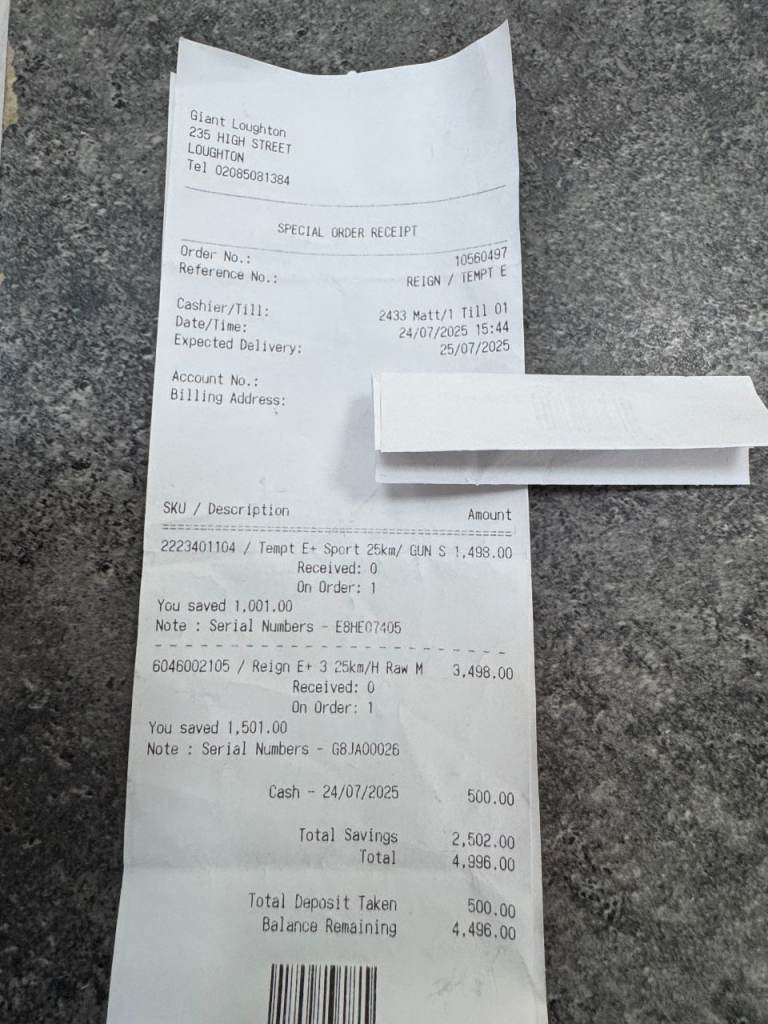 Giant Loughton
235 HIGH STREET
LOUGHTON
Tel 02085081384
SPECIAL ORDER RECEIPT
Order No.: 10560497
Reference No.: REIGN / TEMPT E
Cashier/Till: 2433 Matt/1 Till 01
Date/Time: 24/07/2025 15:44
Expected Delivery: 25/07/2025
Account No.:
Billing Address:
SKU / Description Amount
2223401104 / Tempt E+ Sport 25km/ GUN S 1,498.00
Received: 0
On Order: 1
You saved 1,001.00
Note : Serial Numbers - E8HE07405
6046002105 / Reign E+ 3 25km/H Raw M 3,498.00
Received: 0
On Order: 1
You saved 1,501.00
Note : Serial Numbers - G8JA00026
Cash - 24/07/2025 500.00
Total Savings 2,502.00
Total 4,996.00
Total Deposit Taken 500.00
Balance Remaining 4,496.00